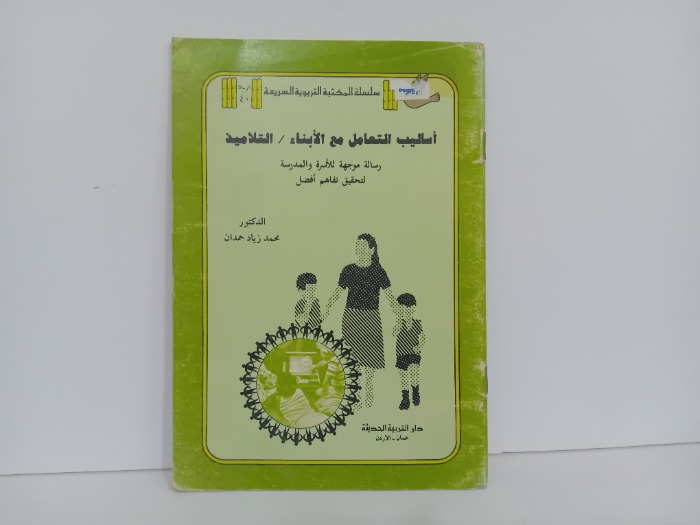 سلسلة المكتبة التربوية السريعة
٤٠
أساليب التعامل مع الأبناء / التلاميذ
رسالة موجهة للأسرة والمدرسة
لتحقيق تفاهم أفضل
الدكتور
محمد زياد حمدان
دار التربية الحديثة
عمان - الأردن